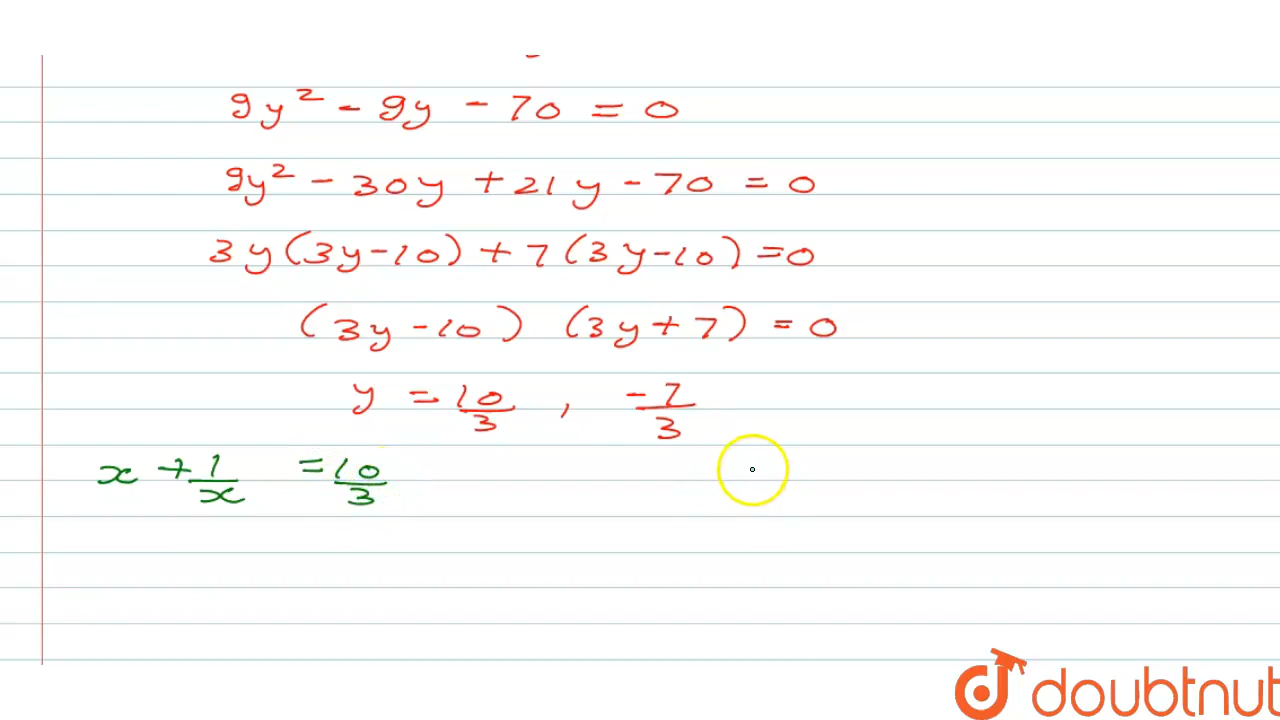 9y² - 9y - 70 = 0
9y² - 30y + 21y - 70 = 0
3y(3y-10) + 7(3y-10) = 0
(3y - 10) (3y + 7) = 0
y = 10/3 , -7/3
x + 1/x = 10/3
doubtnut